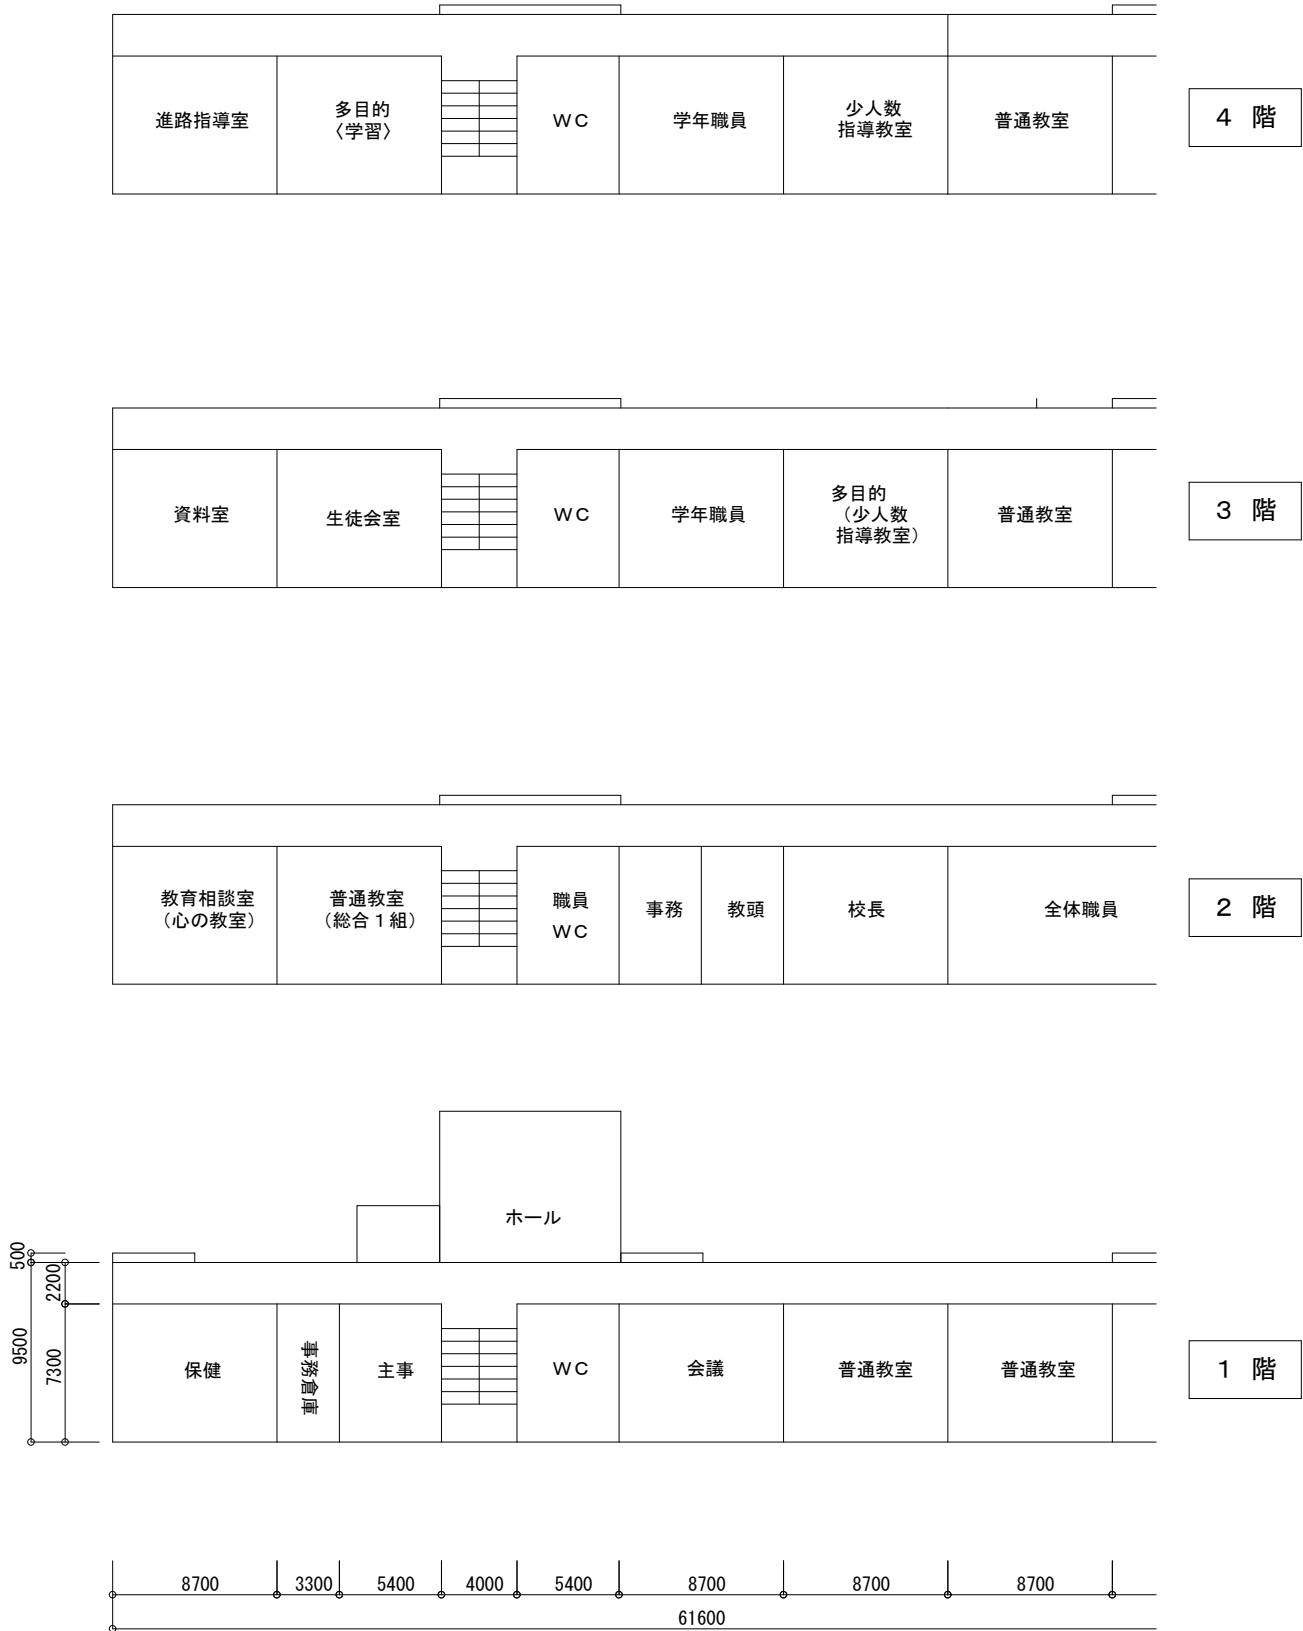 進路指導室
多目的
〈学習〉
ＷＣ
学年職員
少人数
指導教室
普通教室
４ 階
資料室
生徒会室
ＷＣ
学年職員
多目的
（少人数
指導教室）
普通教室
３ 階
教育相談室
（心の教室）
普通教室
（総合１組）
職員
ＷＣ
事務
教頭
校長
全体職員
２ 階
ホール
500
2200
9500
7300
保健
事務倉庫
主事
ＷＣ
会議
普通教室
普通教室
１ 階
8700
3300
5400
4000
5400
8700
8700
8700
61600